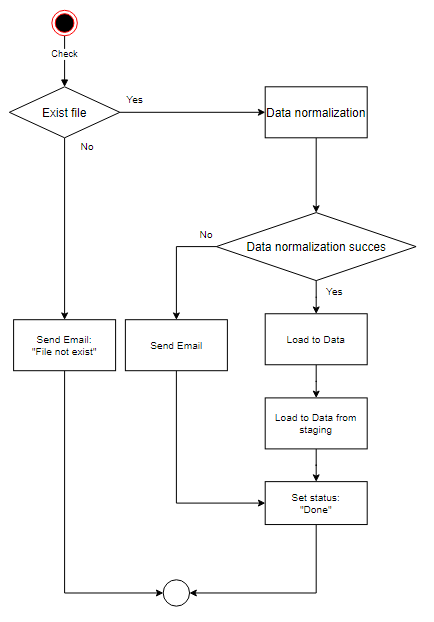 Check
Exist file
Yes
Data normalization
No
No
Data normalization succes
Yes
Send Email:
"File not exist"
Send Email
Load to Data
Load to Data from
staging
Set status:
"Done"